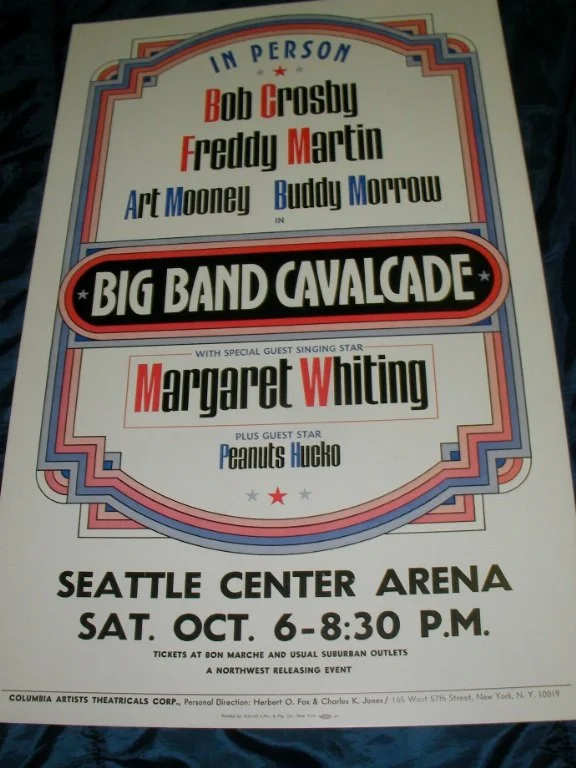 IN PERSON
Bob Crosby
Freddy Martin
Art Mooney Buddy Morrow
IN
BIG BAND CAVALCADE
WITH SPECIAL GUEST SINGING STAR
Margaret Whiting
PLUS GUEST STAR
Peanuts Hucko
SEATTLE CENTER ARENA
SAT. OCT. 6-8:30 P.M.
TICKETS AT BON MARCHE AND USUAL SUBURBAN OUTLETS
A NORTHWEST RELEASING EVENT
COLUMBIA ARTISTS THEATRICALS CORP., Personal Direction: Herbert O. Fox & Charles K. Jones / 165 West 57th Street, New York, N. Y. 10019
Printed by